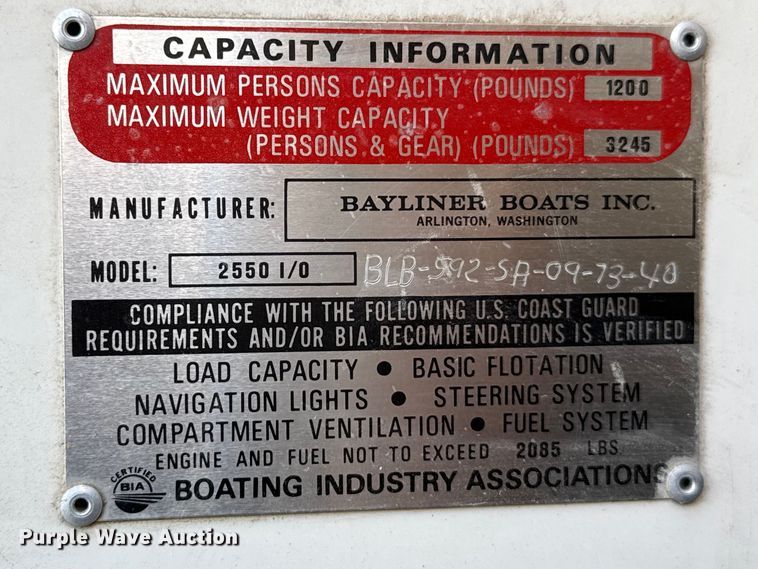 CAPACITY INFORMATION
MAXIMUM PERSONS CAPACITY (POUNDS) 1200
MAXIMUM WEIGHT CAPACITY
(PERSONS & GEAR) (POUNDS) 3245
MANUFACTURER: BAYLINER BOATS INC.
ARLINGTON, WASHINGTON
MODEL: 2550 I/O BLB-592-SA-09-73-40
COMPLIANCE WITH THE FOLLOWING U.S. COAST GUARD
REQUIREMENTS AND/OR BIA RECOMMENDATIONS IS VERIFIED
LOAD CAPACITY • BASIC FLOTATION
NAVIGATION LIGHTS • STEERING SYSTEM
COMPARTMENT VENTILATION • FUEL SYSTEM
ENGINE AND FUEL NOT TO EXCEED 2085 LBS.
CERTIFIED
BIA
BOATING INDUSTRY ASSOCIATIONS
Purple Wave Auction